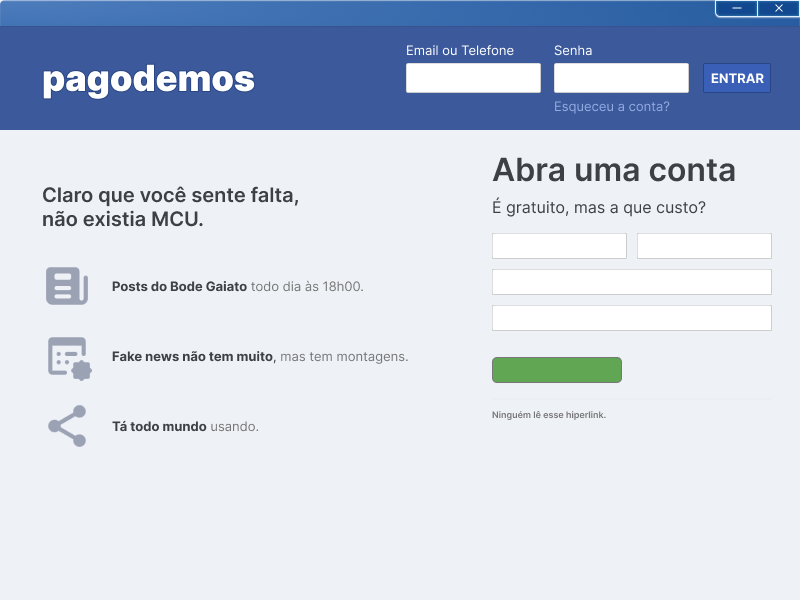 pagodemos
Email ou Telefone
Senha
ENTRAR
Esqueceu a conta?
Claro que você sente falta,
não existia MCU.
Posts do Bode Gaiato todo dia às 18h00.
Fake news não tem muito, mas tem montagens.
Tá todo mundo usando.
Abra uma conta
É gratuito, mas a que custo?
Ninguém lê esse hiperlink.